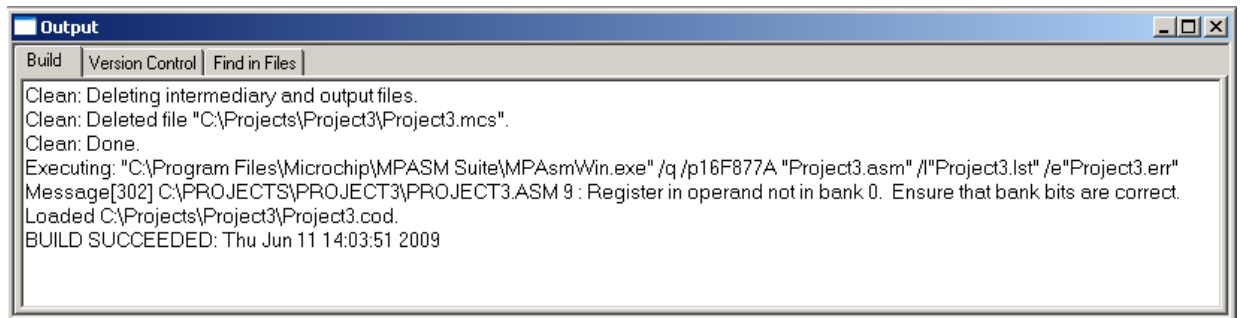 Output
Build Version Control Find in Files
Clean: Deleting intermediary and output files.
Clean: Deleted file "C:\Projects\Project3\Project3.mcs".
Clean: Done.
Executing: "C:\Program Files\Microchip\MPASM Suite\MPAsmWin.exe" /q /p16F877A "Project3.asm" /l"Project3.lst" /e"Project3.err"
Message[302] C:\PROJECTS\PROJECT3\PROJECT3.ASM 9 : Register in operand not in bank 0.  Ensure that bank bits are correct.
Loaded C:\Projects\Project3\Project3.cod.
BUILD SUCCEEDED: Thu Jun 11 14:03:51 2009